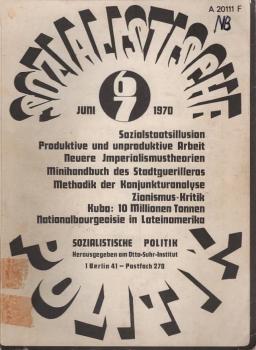 A 20111 F
NB
SOZIALISTISCHE
6/7
JUNI 1970
Sozialstaatsillusion
Produktive und unproduktive Arbeit
Neuere Jmperialismustheorien
Minihandbuch des Stadtguerilleros
Methodik der Konjunkturanalyse
Zionismus-Kritik
Kuba: 10 Millionen Tonnen
Nationalbourgeoisie in Lateinamerika
SOZIALISTISCHE POLITIK
Herausgegeben am Otto-Suhr-Institut
1 Berlin 41 — Postfach 270
POLITIK